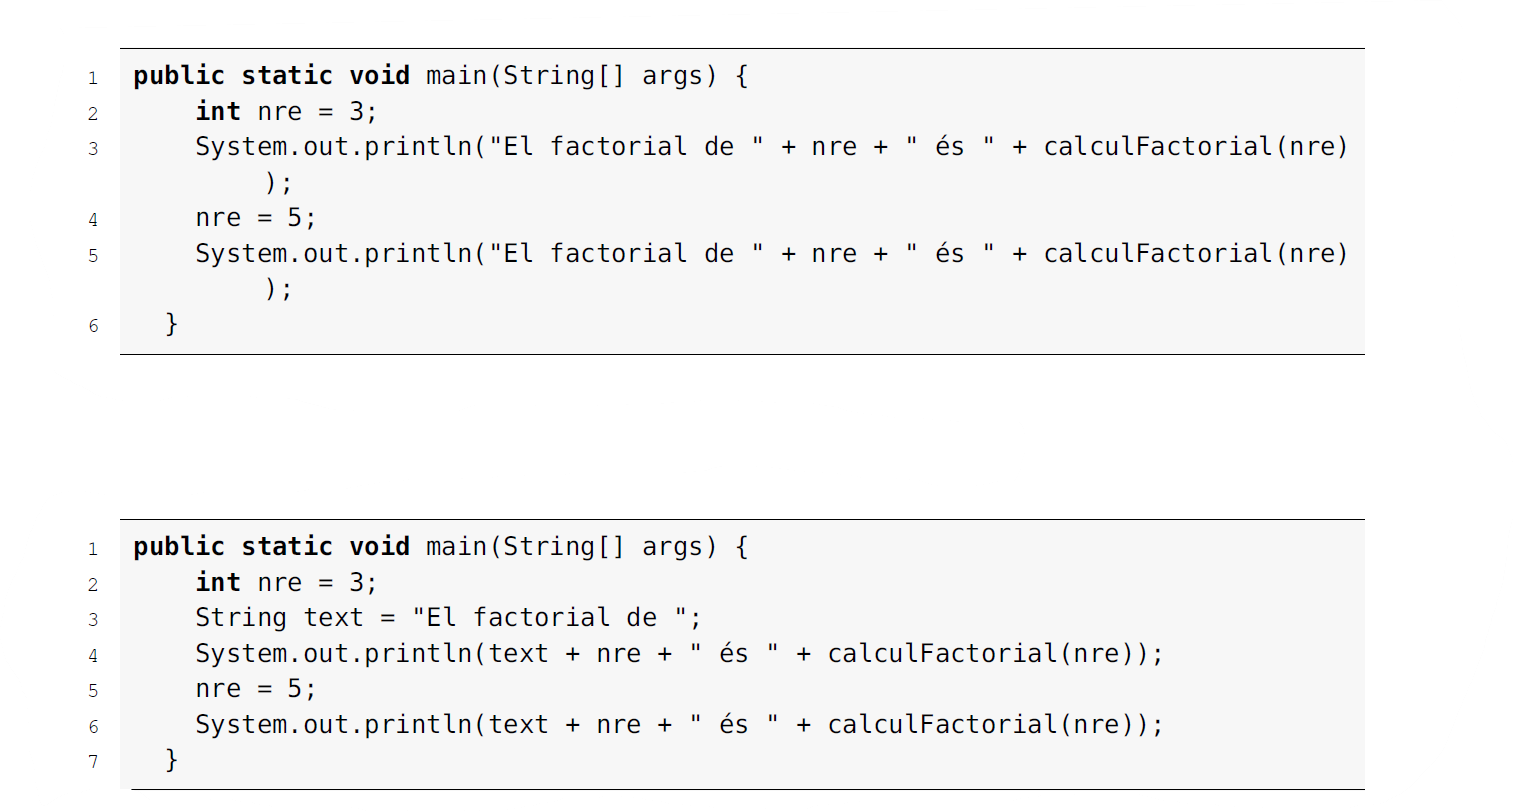 1 public static void main(String[] args) {
2 int nre = 3;
3 System.out.println("El factorial de " + nre + " és " + calculFactorial(nre)
);
4 nre = 5;
5 System.out.println("El factorial de " + nre + " és " + calculFactorial(nre)
);
6 }
1 public static void main(String[] args) {
2 int nre = 3;
3 String text = "El factorial de ";
4 System.out.println(text + nre + " és " + calculFactorial(nre));
5 nre = 5;
6 System.out.println(text + nre + " és " + calculFactorial(nre));
7 }